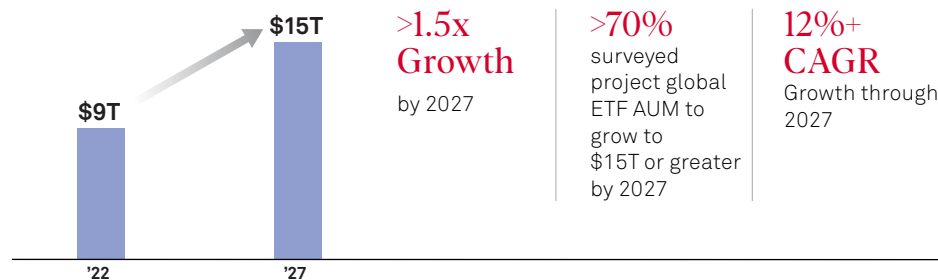 $15T
$9T
'22
'27
>1.5x
Growth
by 2027
>70%
surveyed
project global
ETF AUM to
grow to
$15T or greater
by 2027
12%+
CAGR
Growth through
2027